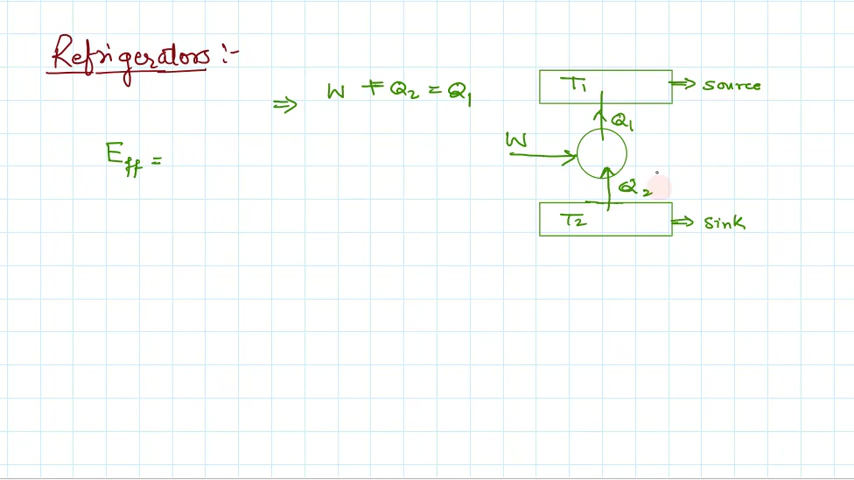 Refrigerators :-
⇒ W + Q₂ = Q₁
Eff =
T₁ ⇒ source
Q₁
W
Q₂
T₂ ⇒ sink